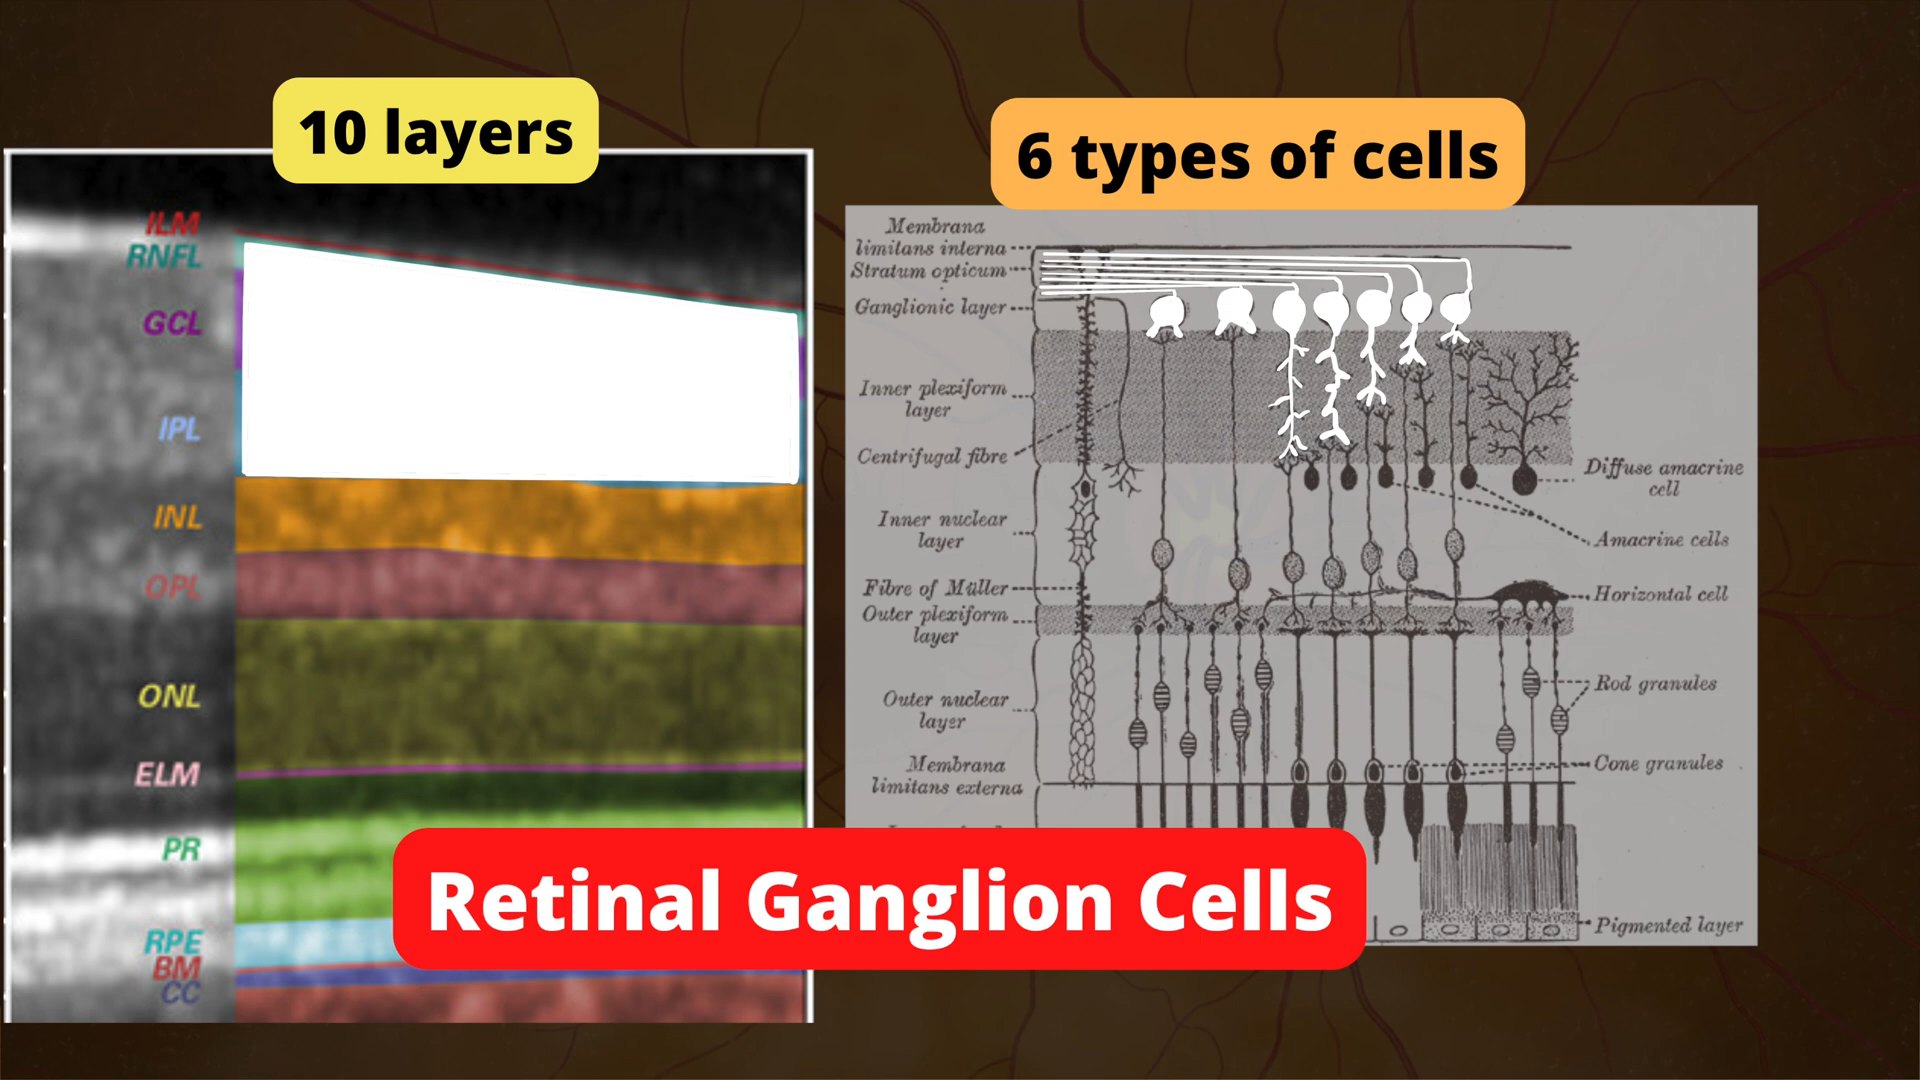 10 layers
6 types of cells
ILM
RNFL
GCL
IPL
INL
OPL
ONL
ELM
PR
RPE
BM
CC
Membrana
limitans interna
Stratum opticum
Ganglionic layer
Inner plexiform
layer
Centrifugal fibre
Inner nuclear
layer
Fibre of Müller
Outer plexiform
layer
Outer nuclear
layer
Membrana
limitans externa
Diffuse amacrine
cell
Amacrine cells
Horizontal cell
Rod granules
Cone granules
Pigmented layer
Retinal Ganglion Cells